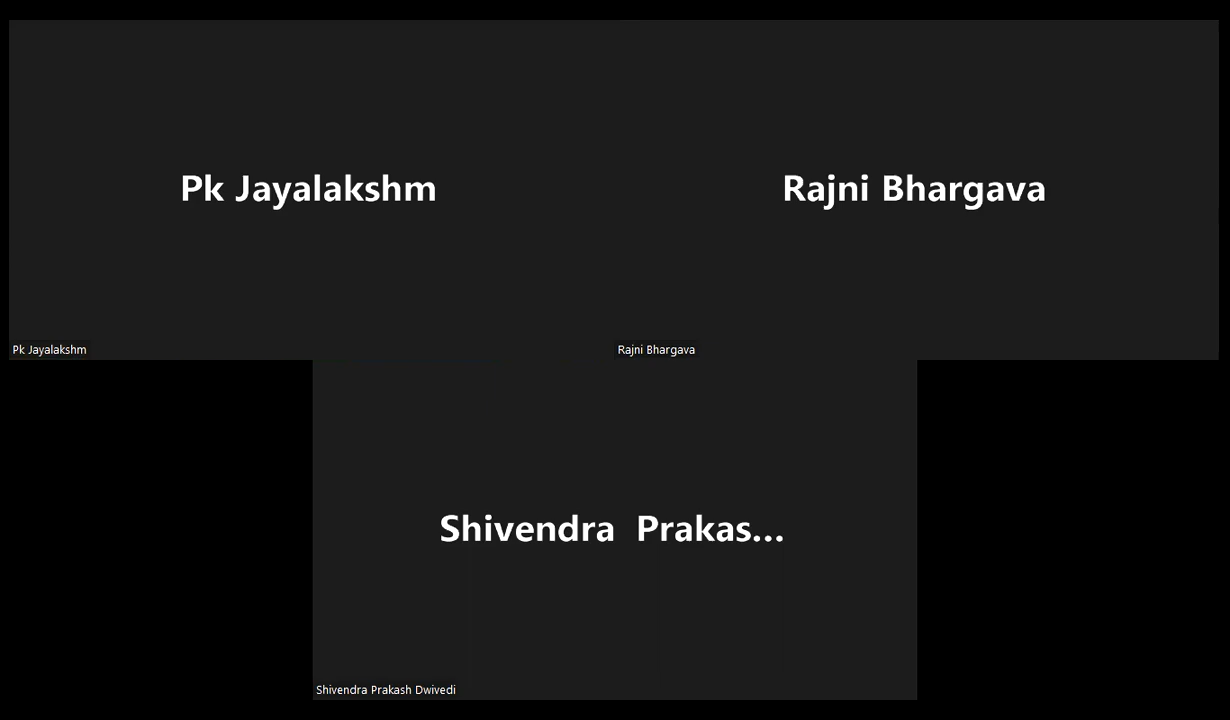 Pk Jayalakshm
Rajni Bhargava
Pk Jayalakshm
Rajni Bhargava
Shivendra  Prakas...
Shivendra Prakash Dwivedi